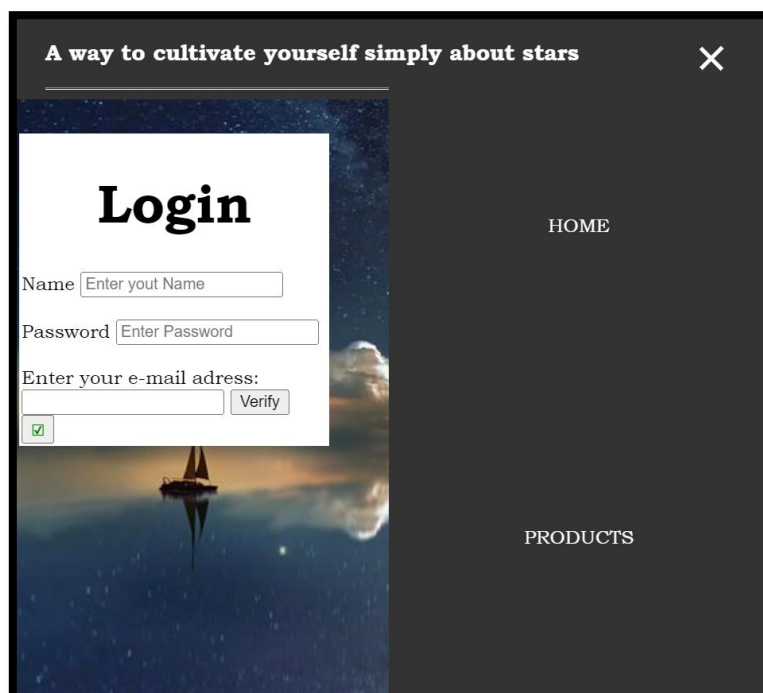 A way to cultivate yourself simply about stars
Login
HOME
Name Enter yout Name
Password Enter Password
Enter your e-mail adress:
Verify
PRODUCTS